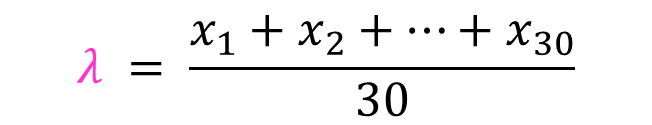 λ = (x₁ + x₂ + ⋯ + x₃₀) / 30